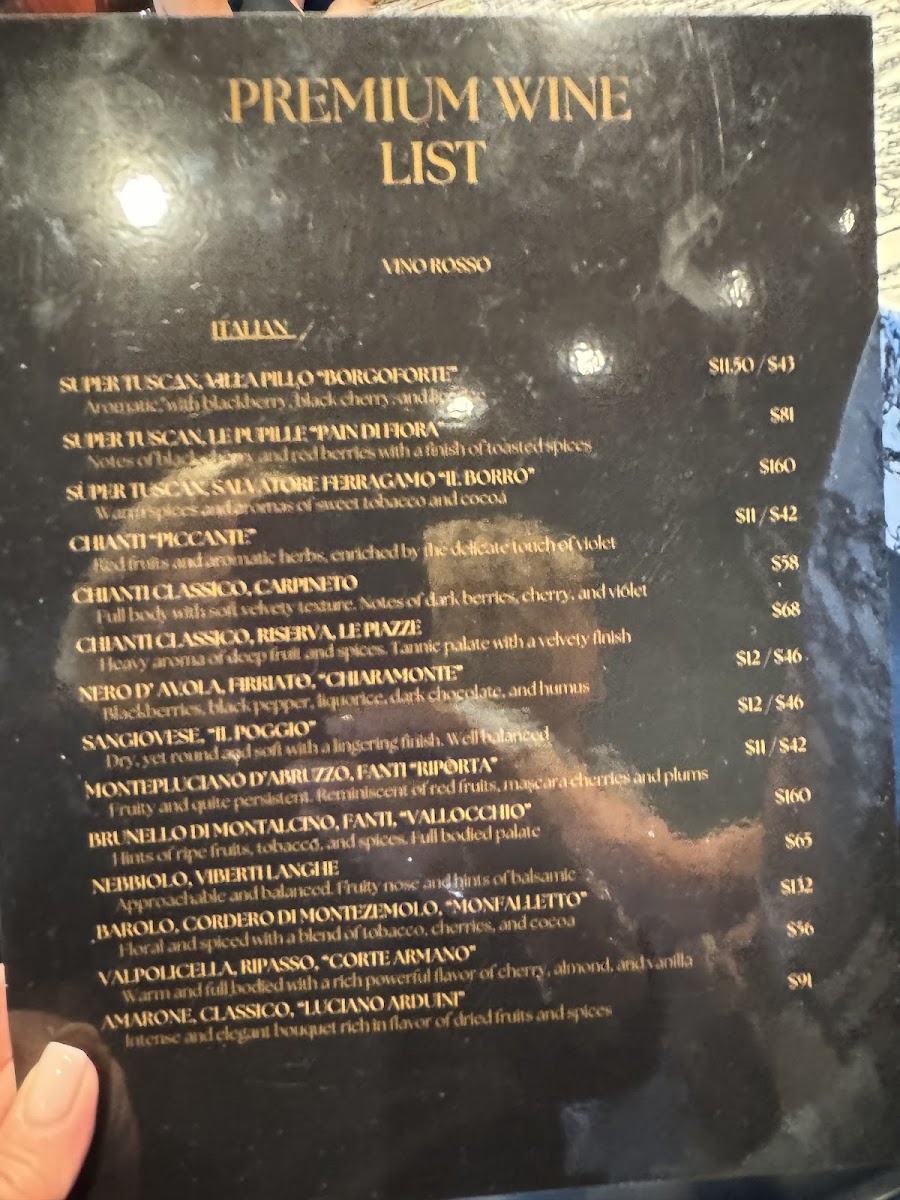 PREMIUM WINE
LIST
VINO ROSSO
ITALIAN
SUPER TUSCAN, VILLA PILLO "BORGOFORTE" $11.50 / $43
Aromatic, with blackberry, black cherry, and
SUPER TUSCAN, LE PUPILLE "PAIN DI FIORA" $81
Notes of and red berries with a finish of toasted spices
SUPER TUSCAN, SALVATORE FERRAGAMO "IL BORRO" $160
Warm spices and aromas of sweet tobacco and cocoa
CHIANTI "PICCANTE" $11 / $42
Red fruits and aromatic herbs, enriched by the delicate touch of violet
CHIANTI CLASSICO, CARPINETO $58
Full body with soft velvety texture. Notes of dark berries, cherry, and violet
CHIANTI CLASSICO, RISERVA, LE PIAZZE $68
Heavy aroma of deep fruit and spices. Tannic palate with a velvety finish
NERO D' AVOLA, FIRRIATO, "CHIARAMONTE" $12 / $46
Blackberries, black pepper, liquorice, dark chocolate, and humus
SANGIOVESE, "IL POGGIO" $12 / $46
Dry, yet round and soft with a lingering finish. Well balanced
MONTEPLUCIANO D'ABRUZZO, FANTI "RIPORTA" $11 / $42
Fruity and quite persistent. Reminiscent of red fruits, mascara cherries and plums
BRUNELLO DI MONTALCINO, FANTI, "VALLOCCHIO" $160
Hints of ripe fruits, tobacco, and spices. Full bodied palate
NEBBIOLO, VIBERTI LANGHE $65
Approachable and balanced. Fruity nose and hints of balsamic
BAROLO, CORDERO DI MONTEZEMOLO, "MONFALLETTO" $132
Floral and spiced with a blend of tobacco, cherries, and cocoa
VALPOLICELLA, RIPASSO, "CORTE ARMANO" $56
Warm and full bodied with a rich powerful flavor of cherry, almond, and vanilla
AMARONE, CLASSICO, "LUCIANO ARDUINI" $91
Intense and elegant bouquet rich in flavor of dried fruits and spices